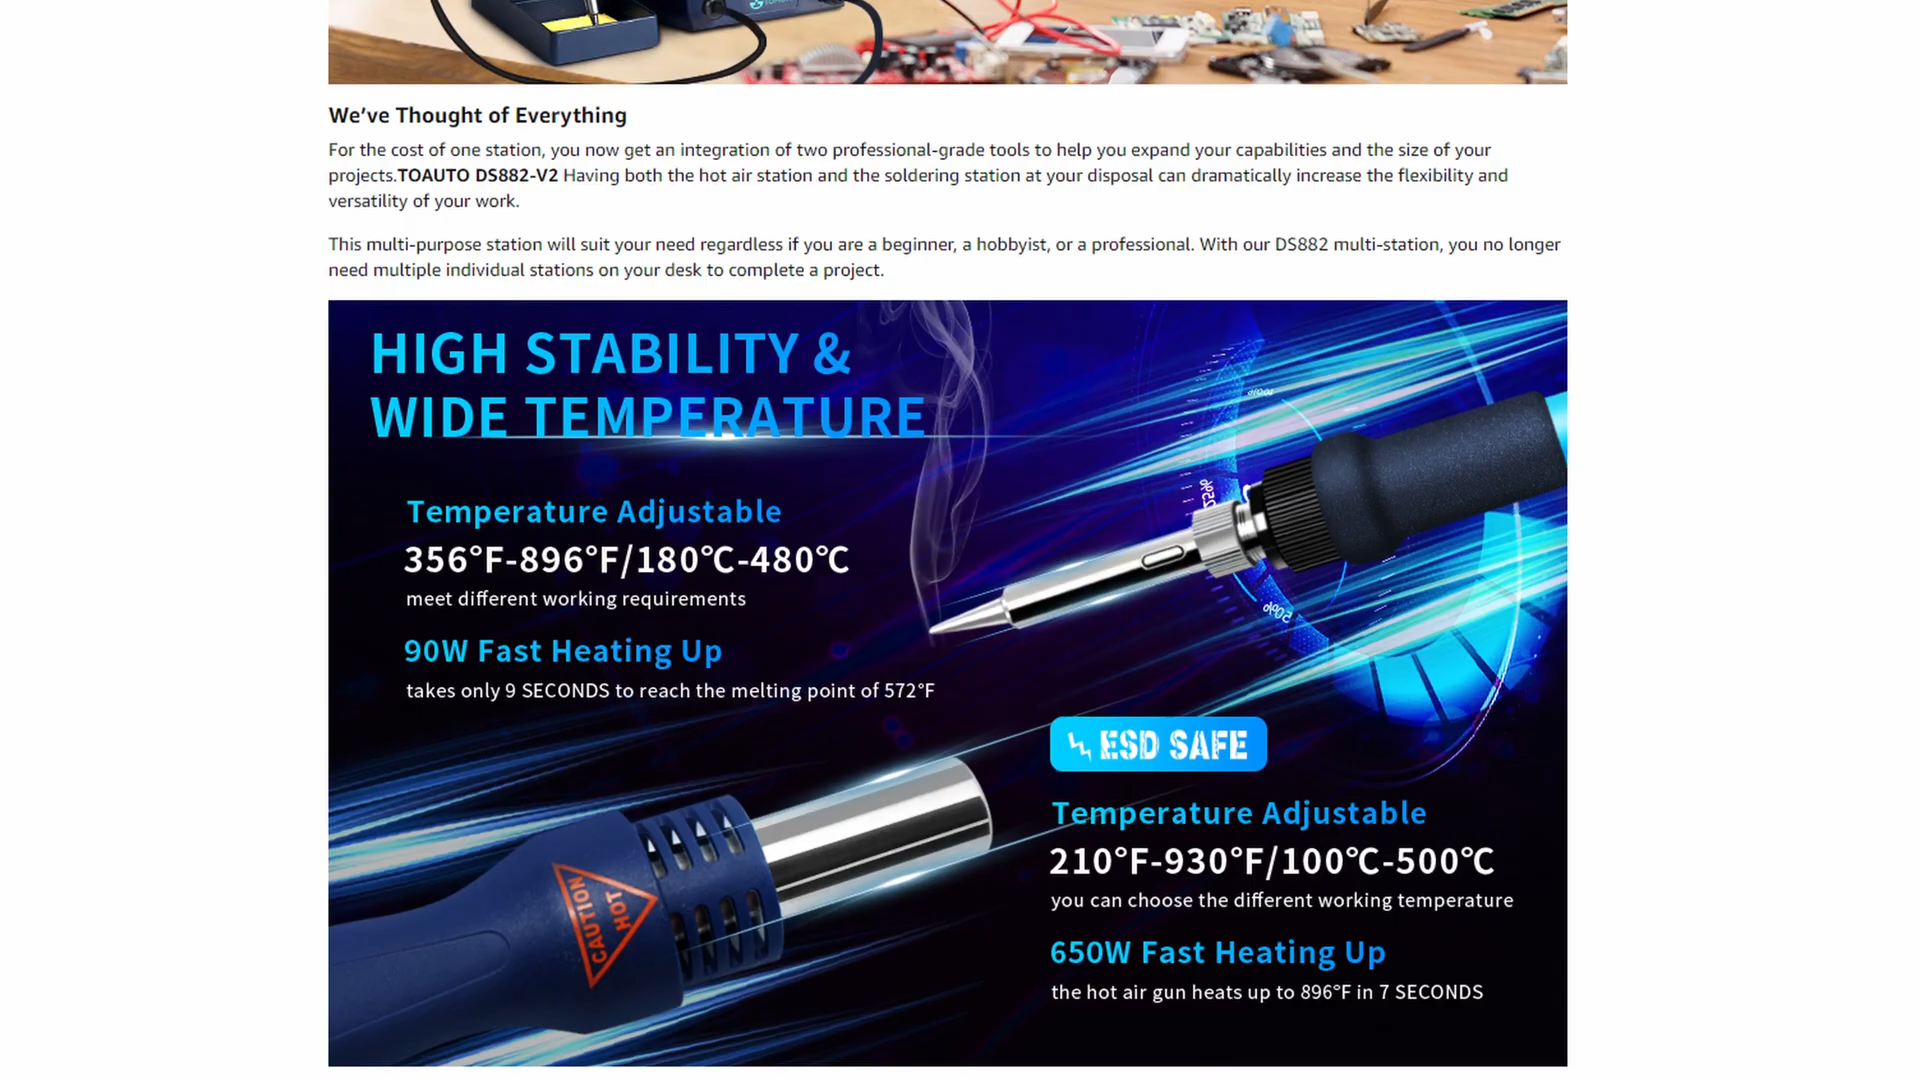 We’ve Thought of Everything
For the cost of one station, you now get an integration of two professional-grade tools to help you expand your capabilities and the size of your
projects.TOAUTO DS882-V2 Having both the hot air station and the soldering station at your disposal can dramatically increase the flexibility and
versatility of your work.
This multi-purpose station will suit your need regardless if you are a beginner, a hobbyist, or a professional. With our DS882 multi-station, you no longer
need multiple individual stations on your desk to complete a project.
HIGH STABILITY &
WIDE TEMPERATURE
Temperature Adjustable
356°F-896°F/180℃-480℃
meet different working requirements
90W Fast Heating Up
takes only 9 SECONDS to reach the melting point of 572°F
25%
50%
100%
CAUTION
HOT
ESD SAFE
Temperature Adjustable
210°F-930°F/100℃-500℃
you can choose the different working temperature
650W Fast Heating Up
the hot air gun heats up to 896°F in 7 SECONDS